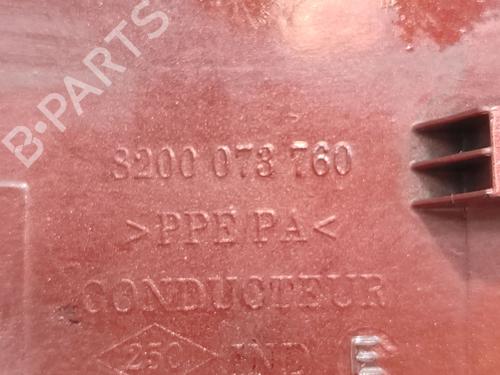 B-PARTS
8200 073 760
>PPE PA<
CONDUCTEUR
250 IND E